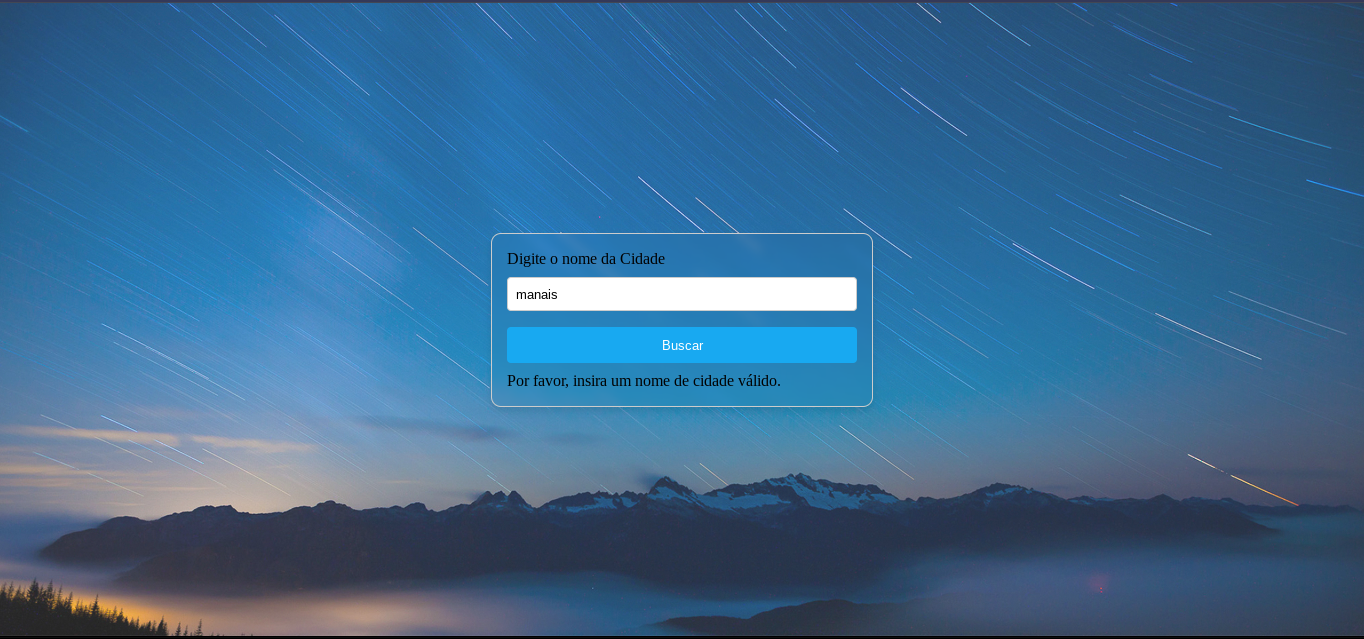 Digite o nome da Cidade
manais
Buscar
Por favor, insira um nome de cidade válido.